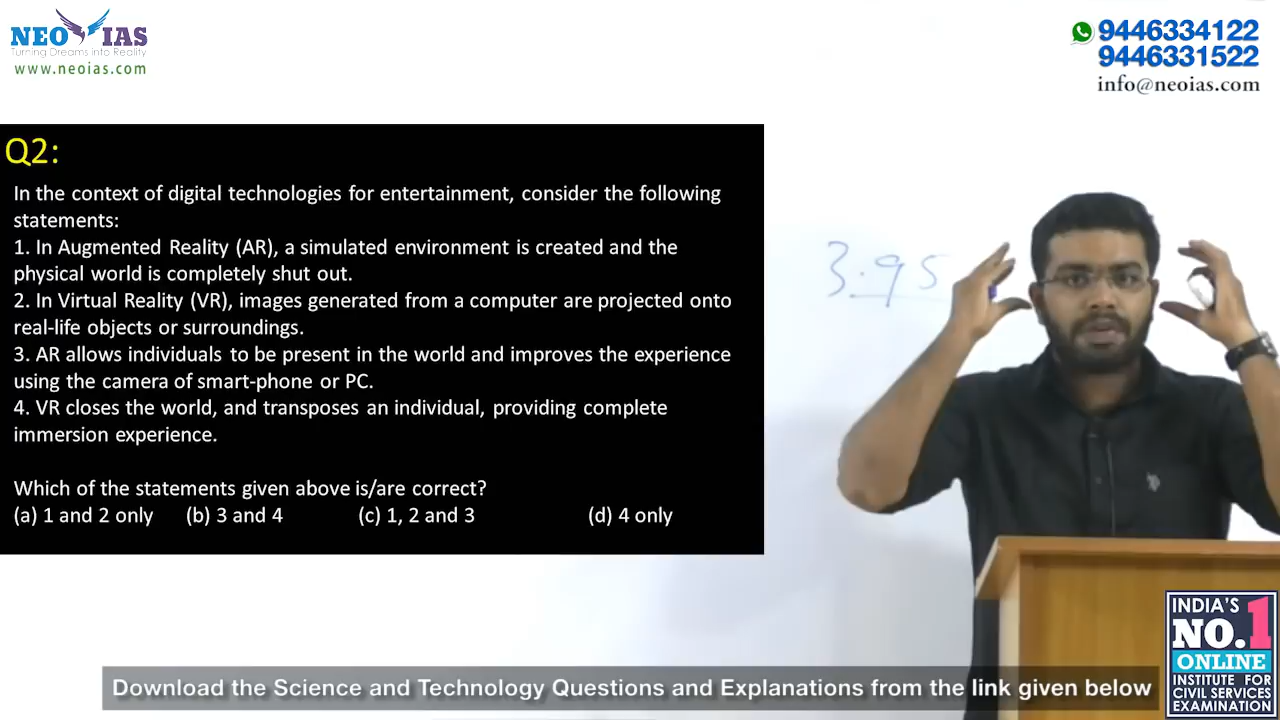 NEO IAS
Turning Dreams into Reality
www.neoias.com
9446334122
9446331522
info@neoias.com
Q2:
In the context of digital technologies for entertainment, consider the following
statements:
1. In Augmented Reality (AR), a simulated environment is created and the
physical world is completely shut out.
2. In Virtual Reality (VR), images generated from a computer are projected onto
real-life objects or surroundings.
3. AR allows individuals to be present in the world and improves the experience
using the camera of smart-phone or PC.
4. VR closes the world, and transposes an individual, providing complete
immersion experience.
Which of the statements given above is/are correct?
(a) 1 and 2 only (b) 3 and 4 (c) 1, 2 and 3 (d) 4 only
3.95
INDIA'S
NO.1
ONLINE
INSTITUTE FOR
CIVIL SERVICES
EXAMINATION
Download the Science and Technology Questions and Explanations from the link given below